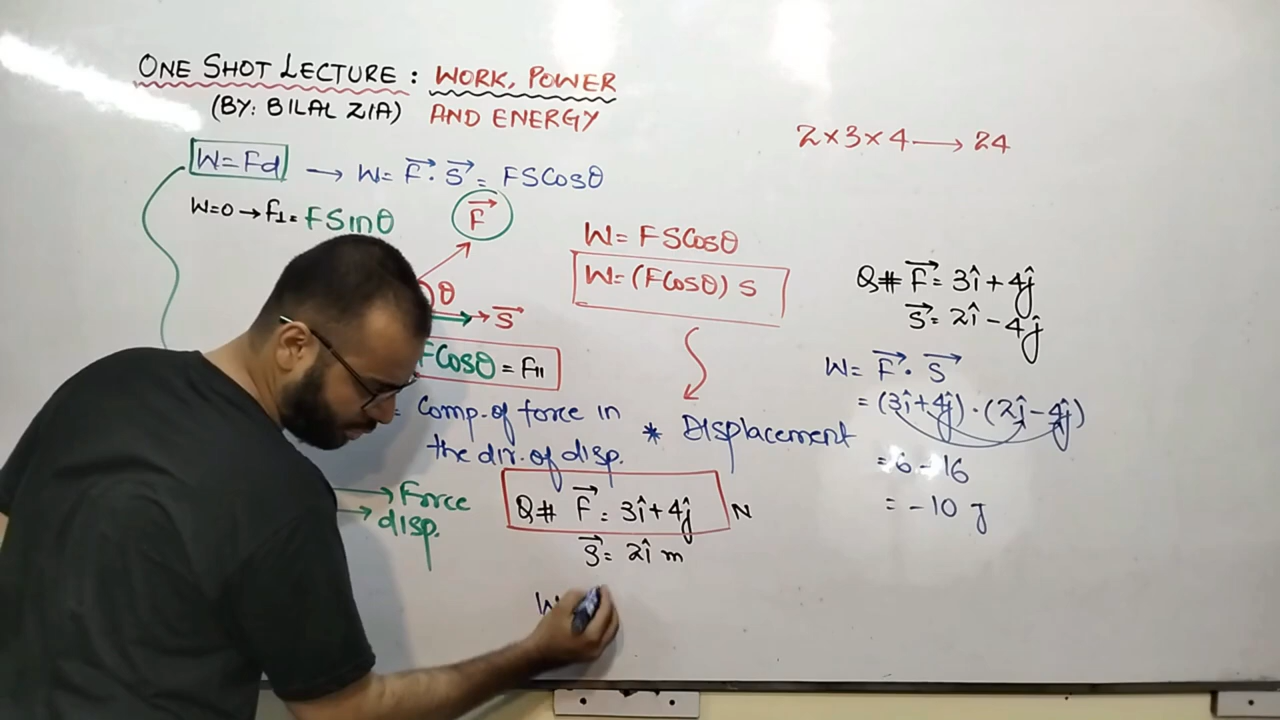 ONE SHOT LECTURE : WORK, POWER
(BY: BILAL ZIA) AND ENERGY
W=Fd → W= F⃗ . S⃗ = FSCosθ
W=0 → f⊥ = FSinθ
F⃗
θ
S⃗
FCosθ = F||
= Comp. of force in
the dir. of disp.
* Displacement
→ Force
→ disp.
W= FSCosθ
W= (FCosθ) S
Q# F⃗ = 3î+4ĵ N
S⃗ = 2î m
W
2×3×4 → 24
Q# F⃗ = 3î+4ĵ
S⃗ = 2î-4ĵ
W= F⃗ . S⃗
= (3î+4ĵ) . (2ĵ-4ĵ)
= 6-16
= -10 J